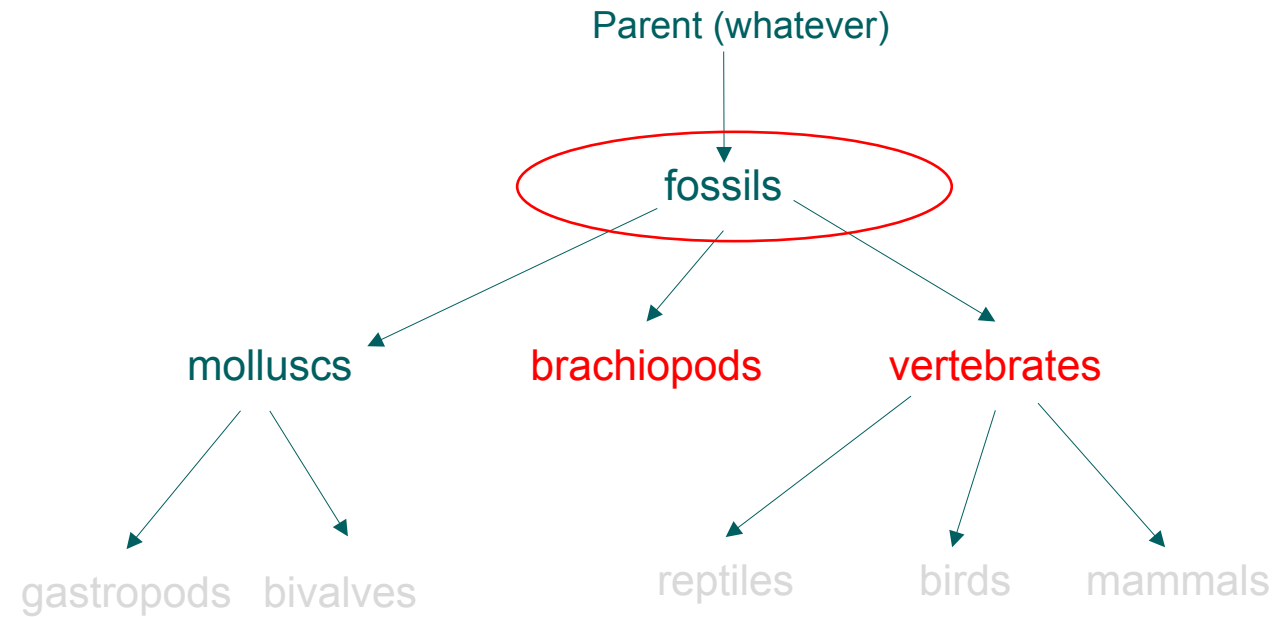 Parent (whatever)
fossils
molluscs
brachiopods
vertebrates
gastropods
bivalves
reptiles
birds
mammals